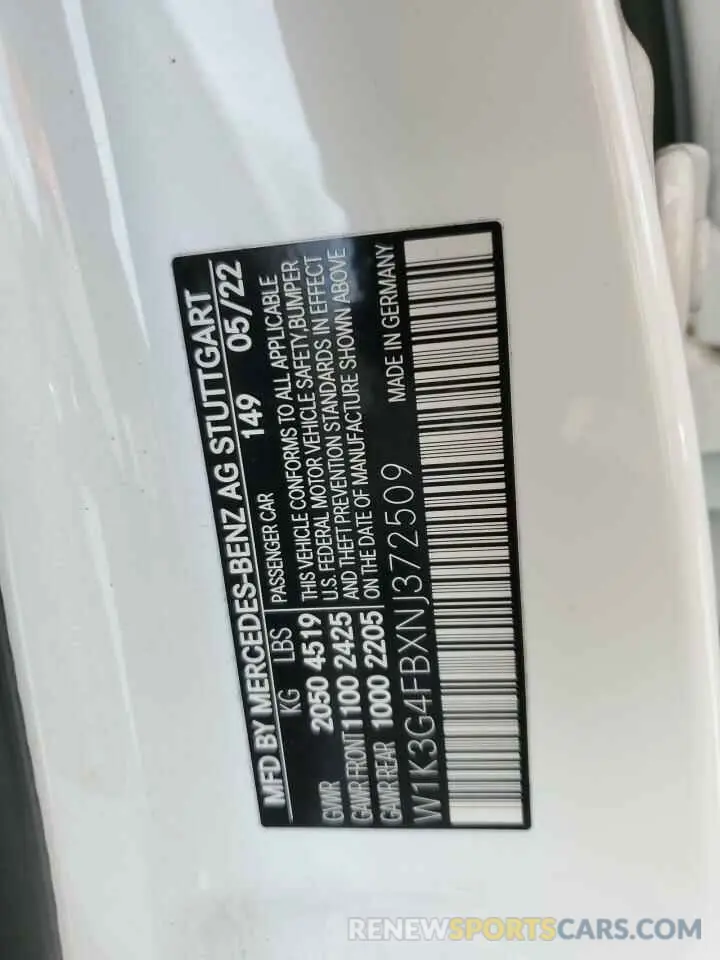 MFD BY MERCEDES-BENZ AG STUTTGART
149 05/22
KG LBS
GVWR 2050 4519
GAWR FRONT 1100 2425
GAWR REAR 1000 2205
PASSENGER CAR
THIS VEHICLE CONFORMS TO ALL APPLICABLE
U.S. FEDERAL MOTOR VEHICLE SAFETY, BUMPER
AND THEFT PREVENTION STANDARDS IN EFFECT
ON THE DATE OF MANUFACTURE SHOWN ABOVE
MADE IN GERMANY
W1K3G4FBXNJ372509
RENEWSPORTSCARS.COM